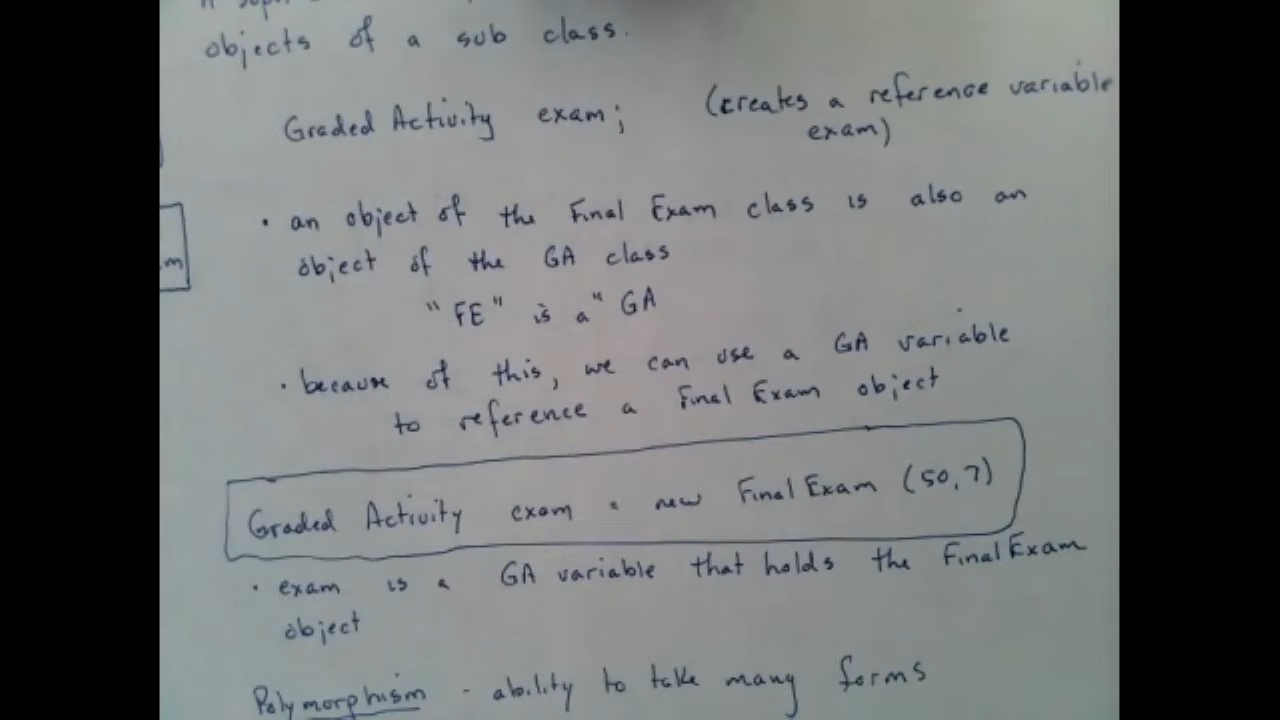 objects of a sub class.
Graded Activity exam; (creates a reference variable
exam)
• an object of the Final Exam class is also an
object of the GA class
m
"FE" is a" GA
• because of this, we can use a GA variable
to reference a Final Exam object
Graded Activity exam = new Final Exam (50,7)
• exam is a GA variable that holds the Final Exam
object
Polymorphism - ability to take many forms